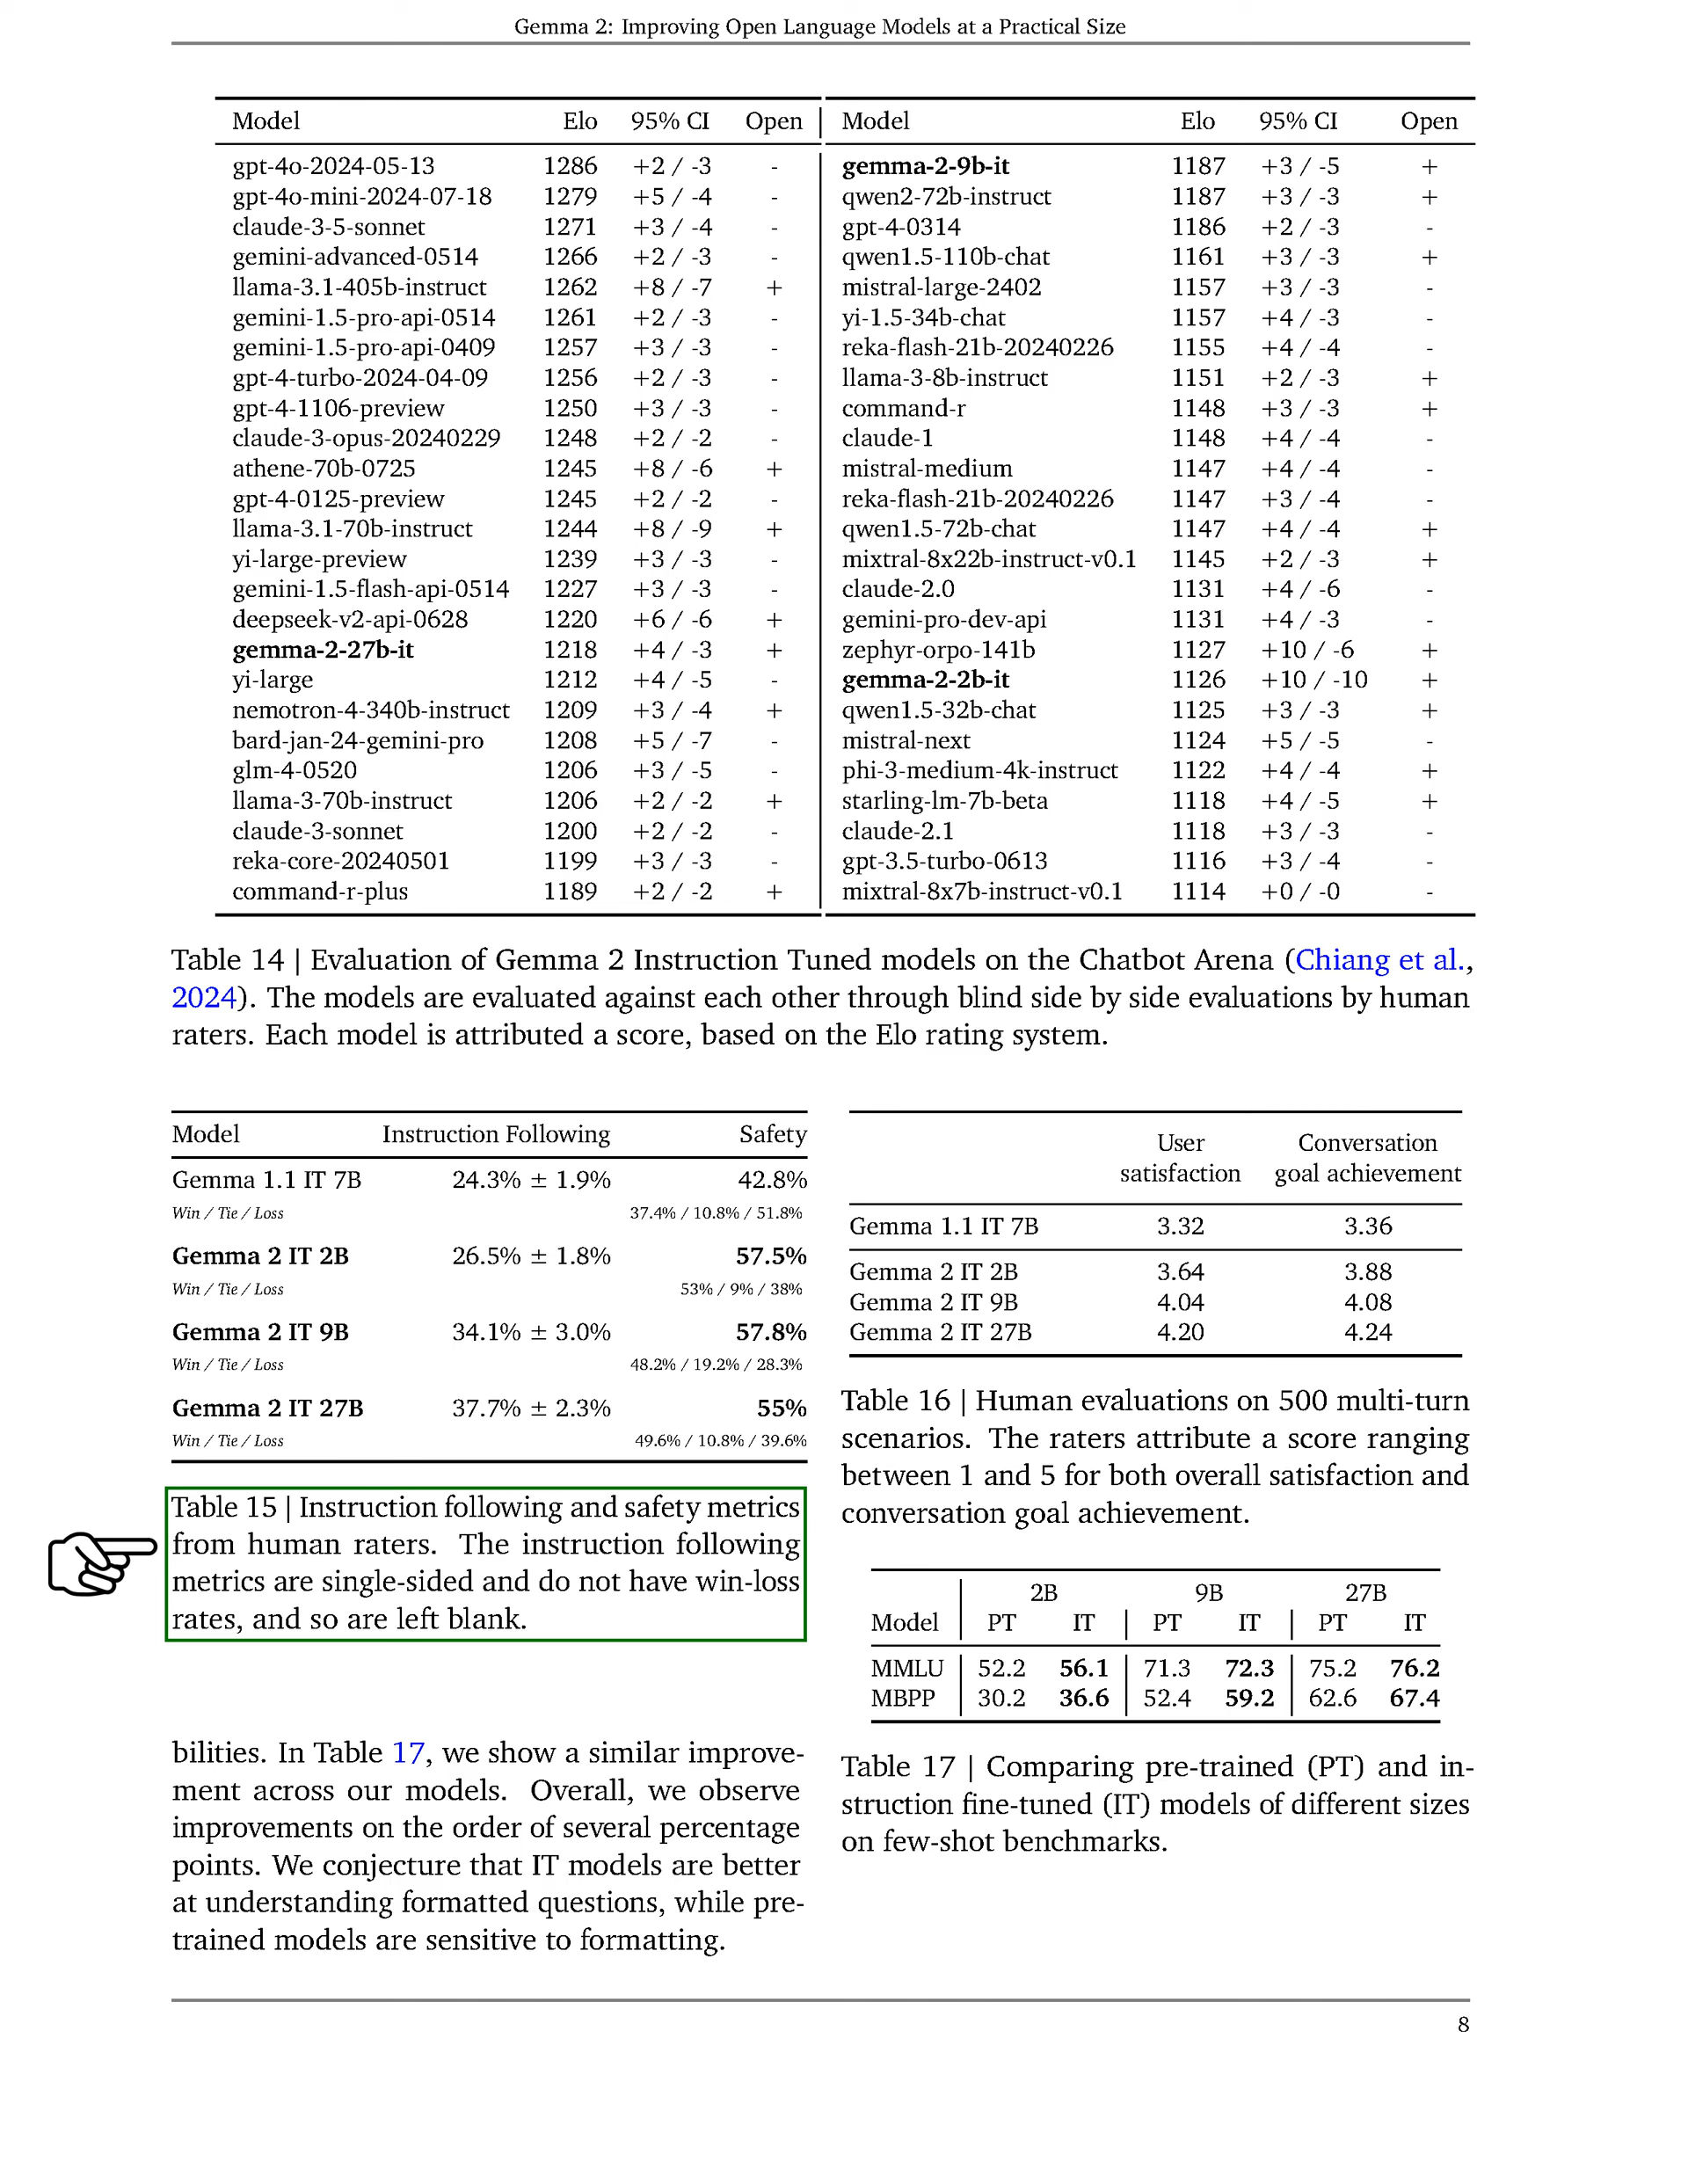 Gemma 2: Improving Open Language Models at a Practical Size
Model Elo 95% CI Open
gpt-4o-2024-05-13 1286 +2 / -3 -
gpt-4o-mini-2024-07-18 1279 +5 / -4 -
claude-3-5-sonnet 1271 +3 / -4 -
gemini-advanced-0514 1266 +2 / -3 -
llama-3.1-405b-instruct 1262 +8 / -7 +
gemini-1.5-pro-api-0514 1261 +2 / -3 -
gemini-1.5-pro-api-0409 1257 +3 / -3 -
gpt-4-turbo-2024-04-09 1256 +2 / -3 -
gpt-4-1106-preview 1250 +3 / -3 -
claude-3-opus-20240229 1248 +2 / -2 -
athene-70b-0725 1245 +8 / -6 +
gpt-4-0125-preview 1245 +2 / -2 -
llama-3.1-70b-instruct 1244 +8 / -9 +
yi-large-preview 1239 +3 / -3 -
gemini-1.5-flash-api-0514 1227 +3 / -3 -
deepseek-v2-api-0628 1220 +6 / -6 +
gemma-2-27b-it 1218 +4 / -3 +
yi-large 1212 +4 / -5 -
nemotron-4-340b-instruct 1209 +3 / -4 +
bard-jan-24-gemini-pro 1208 +5 / -7 -
glm-4-0520 1206 +3 / -5 -
llama-3-70b-instruct 1206 +2 / -2 +
claude-3-sonnet 1200 +2 / -2 -
reka-core-20240501 1199 +3 / -3 -
command-r-plus 1189 +2 / -2 +
Model Elo 95% CI Open
gemma-2-9b-it 1187 +3 / -5 +
qwen2-72b-instruct 1187 +3 / -3 +
gpt-4-0314 1186 +2 / -3 -
qwen1.5-110b-chat 1161 +3 / -3 +
mistral-large-2402 1157 +3 / -3 -
yi-1.5-34b-chat 1157 +4 / -3 -
reka-flash-21b-20240226 1155 +4 / -4 -
llama-3-8b-instruct 1151 +2 / -3 +
command-r 1148 +3 / -3 +
claude-1 1148 +4 / -4 -
mistral-medium 1147 +4 / -4 -
reka-flash-21b-20240226 1147 +3 / -4 -
qwen1.5-72b-chat 1147 +4 / -4 +
mixtral-8x22b-instruct-v0.1 1145 +2 / -3 +
claude-2.0 1131 +4 / -6 -
gemini-pro-dev-api 1131 +4 / -3 -
zephyr-orpo-141b 1127 +10 / -6 +
gemma-2-2b-it 1126 +10 / -10 +
qwen1.5-32b-chat 1125 +3 / -3 +
mistral-next 1124 +5 / -5 -
phi-3-medium-4k-instruct 1122 +4 / -4 +
starling-lm-7b-beta 1118 +4 / -5 +
claude-2.1 1118 +3 / -3 -
gpt-3.5-turbo-0613 1116 +3 / -4 -
mixtral-8x7b-instruct-v0.1 1114 +0 / -0 -
Table 14 | Evaluation of Gemma 2 Instruction Tuned models on the Chatbot Arena (Chiang et al.,
2024). The models are evaluated against each other through blind side by side evaluations by human
raters. Each model is attributed a score, based on the Elo rating system.
Model Instruction Following Safety
Gemma 1.1 IT 7B 24.3% ± 1.9% 42.8%
Win / Tie / Loss 37.4% / 10.8% / 51.8%
Gemma 2 IT 2B 26.5% ± 1.8% 57.5%
Win / Tie / Loss 53% / 9% / 38%
Gemma 2 IT 9B 34.1% ± 3.0% 57.8%
Win / Tie / Loss 48.2% / 19.2% / 28.3%
Gemma 2 IT 27B 37.7% ± 2.3% 55%
Win / Tie / Loss 49.6% / 10.8% / 39.6%
Table 15 | Instruction following and safety metrics
from human raters. The instruction following
metrics are single-sided and do not have win-loss
rates, and so are left blank.
bilities. In Table 17, we show a similar improve-
ment across our models. Overall, we observe
improvements on the order of several percentage
points. We conjecture that IT models are better
at understanding formatted questions, while pre-
trained models are sensitive to formatting.
User Conversation
satisfaction goal achievement
Gemma 1.1 IT 7B 3.32 3.36
Gemma 2 IT 2B 3.64 3.88
Gemma 2 IT 9B 4.04 4.08
Gemma 2 IT 27B 4.20 4.24
Table 16 | Human evaluations on 500 multi-turn
scenarios. The raters attribute a score ranging
between 1 and 5 for both overall satisfaction and
conversation goal achievement.
2B 9B 27B
Model PT IT PT IT PT IT
MMLU 52.2 56.1 71.3 72.3 75.2 76.2
MBPP 30.2 36.6 52.4 59.2 62.6 67.4
Table 17 | Comparing pre-trained (PT) and in-
struction fine-tuned (IT) models of different sizes
on few-shot benchmarks.
8